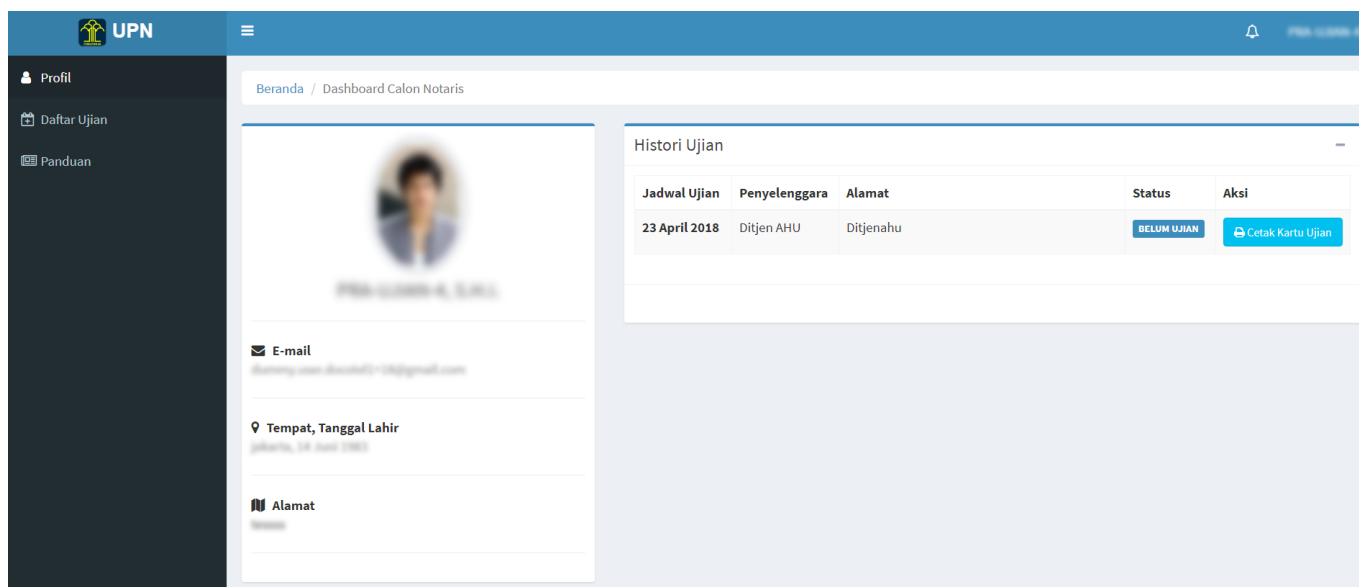 UPN
Profil
Daftar Ujian
Panduan
Beranda / Dashboard Calon Notaris
E-mail
Tempat, Tanggal Lahir
Alamat
Histori Ujian
Jadwal Ujian Penyelenggara Alamat Status Aksi
23 April 2018 Ditjen AHU Ditjenahu BELUM UJIAN Cetak Kartu Ujian